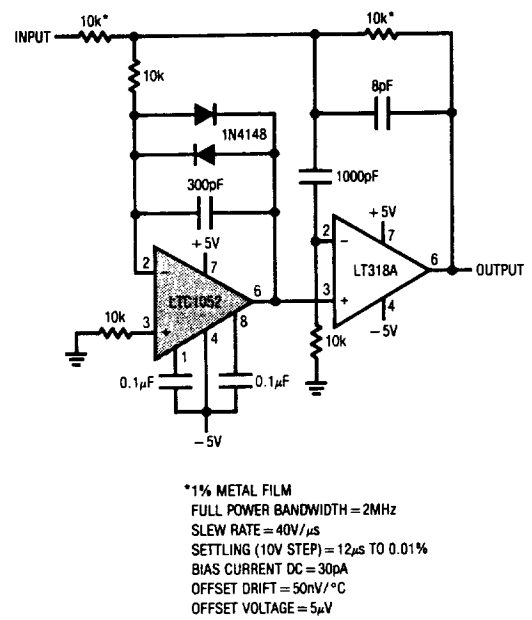 10k*
INPUT
10k*
10k
8pF
1N4148
300pF
1000pF
+5V
+5V
2
7
2
7
−
−
LTC1052
6
LT318A
6
OUTPUT
3
+
3
+
10k
8
4
1
4
−5V
10k
0.1μF
0.1μF
−5V
*1% METAL FILM
FULL POWER BANDWIDTH = 2MHz
SLEW RATE = 40V/μs
SETTLING (10V STEP) = 12μs TO 0.01%
BIAS CURRENT DC = 30pA
OFFSET DRIFT = 50nV/°C
OFFSET VOLTAGE = 5μV